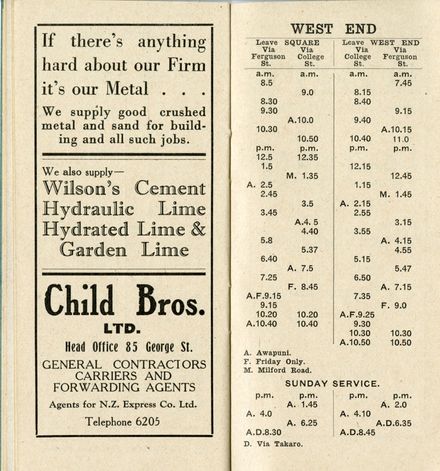 If there's anything
hard about our Firm
it's our Metal . . .
We supply good crushed
metal and sand for build-
ing and all such jobs.
We also supply—
Wilson's Cement
Hydraulic Lime
Hydrated Lime &
Garden Lime
Child Bros.
LTD.
Head Office 85 George St.
GENERAL CONTRACTORS
CARRIERS AND
FORWARDING AGENTS
Agents for N.Z. Express Co. Ltd.
Telephone 6205
WEST END
Leave SQUARE Leave WEST END
Via Via Via Via
Ferguson College College Ferguson
St. St. St. St.
a.m. a.m. a.m. a.m.
8.5 7.45
9.0 8.15
8.30 8.40
9.30 9.15
A.10.0 9.40
10.30 A.10.15
10.50 10.40 11.0
p.m. p.m. p.m. p.m.
12.5 12.35
1.5 12.15
M. 1.35 12.45
A. 2.5 1.15
2.45 M. 1.45
3.5 A. 2.15
3.45 2.55
A.4. 5 3.15
4.40 3.55
5.8 A. 4.15
5.37 4.55
6.40 5.15
A. 7.5 5.47
7.25 6.50
F. 8.45 A. 7.15
A.F.9.15 7.35
9.15 F. 9.0
10.20 10.20 A.F.9.25
A.10.40 10.40 9.30
10.30 10.30
A.10.50 10.50
A. Awapuni.
F. Friday Only.
M. Milford Road.
SUNDAY SERVICE.
p.m. p.m. p.m. p.m.
A. 1.45 A. 2.0
A. 4.0 A. 4.10
A. 6.25 A.D.6.35
A.D.8.30 A.D.8.45
D. Via Takaro.